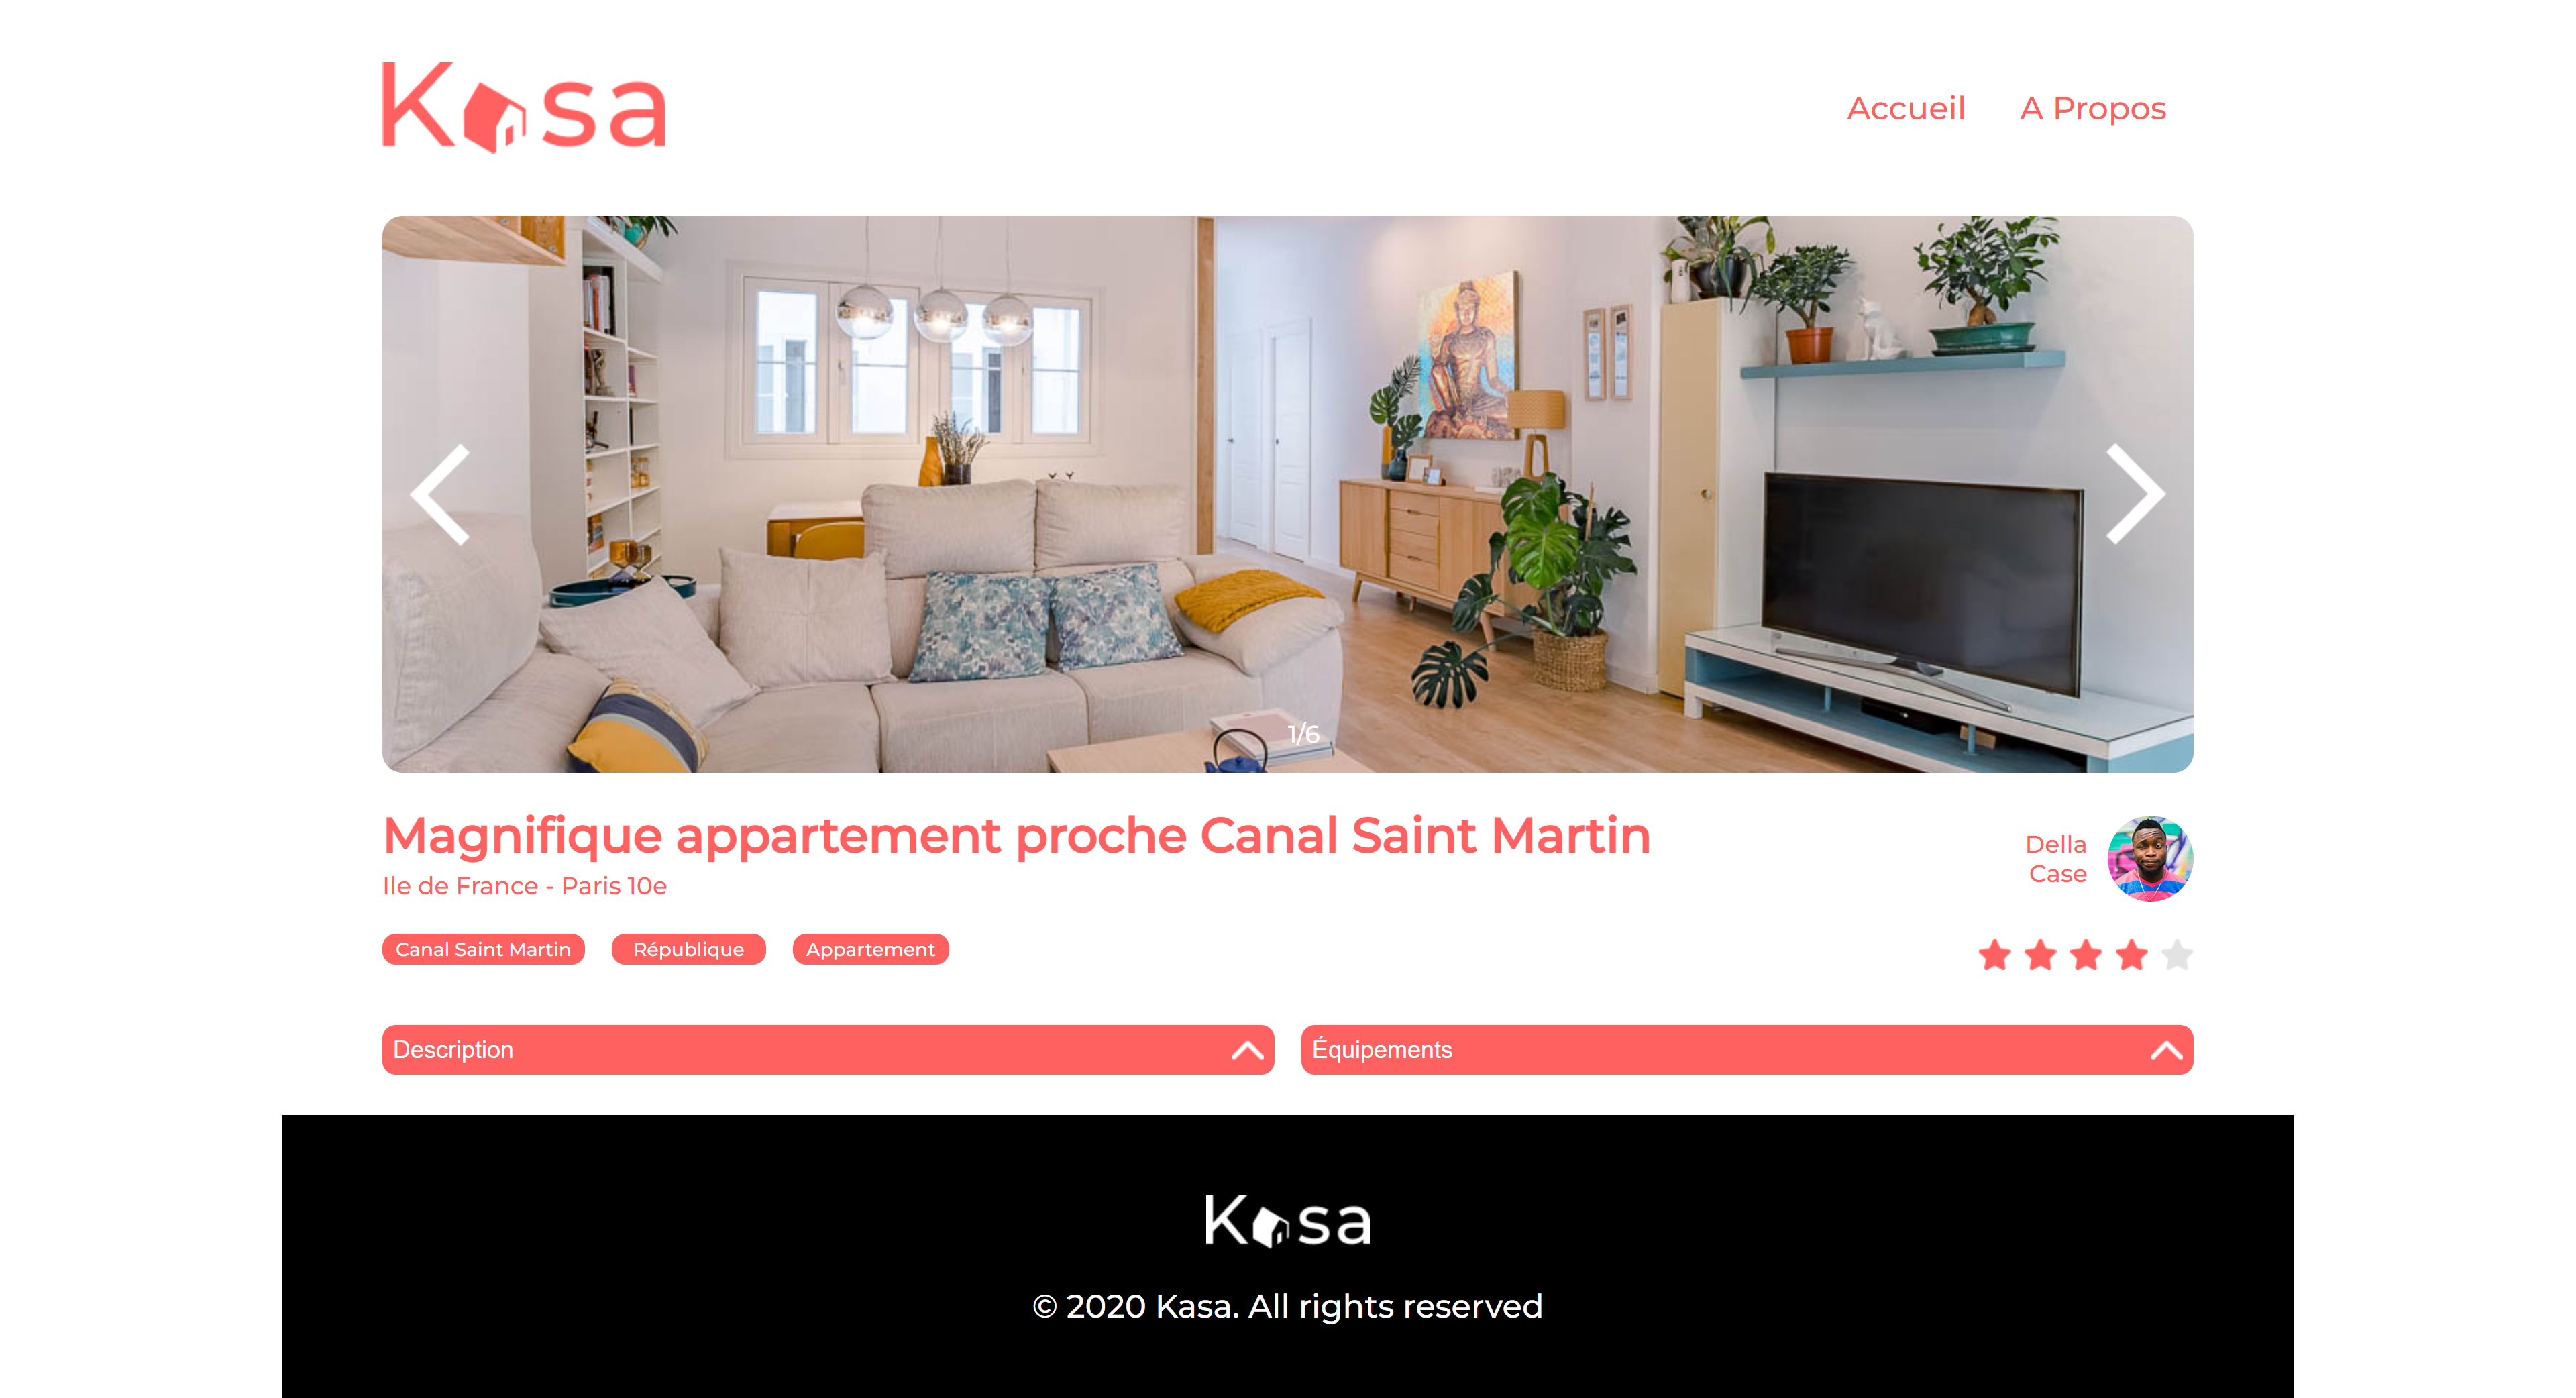 Kasa
Accueil A Propos
1/6
Magnifique appartement proche Canal Saint Martin
Ile de France - Paris 10e
Della
Case
Canal Saint Martin République Appartement
Description Équipements
Kasa
© 2020 Kasa. All rights reserved